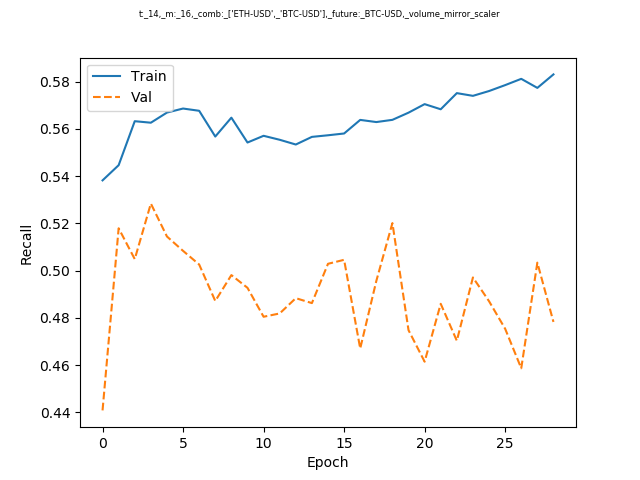 t:_14,_m:_16,_comb:_['ETH-USD',_'BTC-USD'],_future:_BTC-USD,_volume_mirror_scaler
Train
Val
0.58
0.56
0.54
0.52
0.50
0.48
0.46
0.44
Recall
0 5 10 15 20 25
Epoch